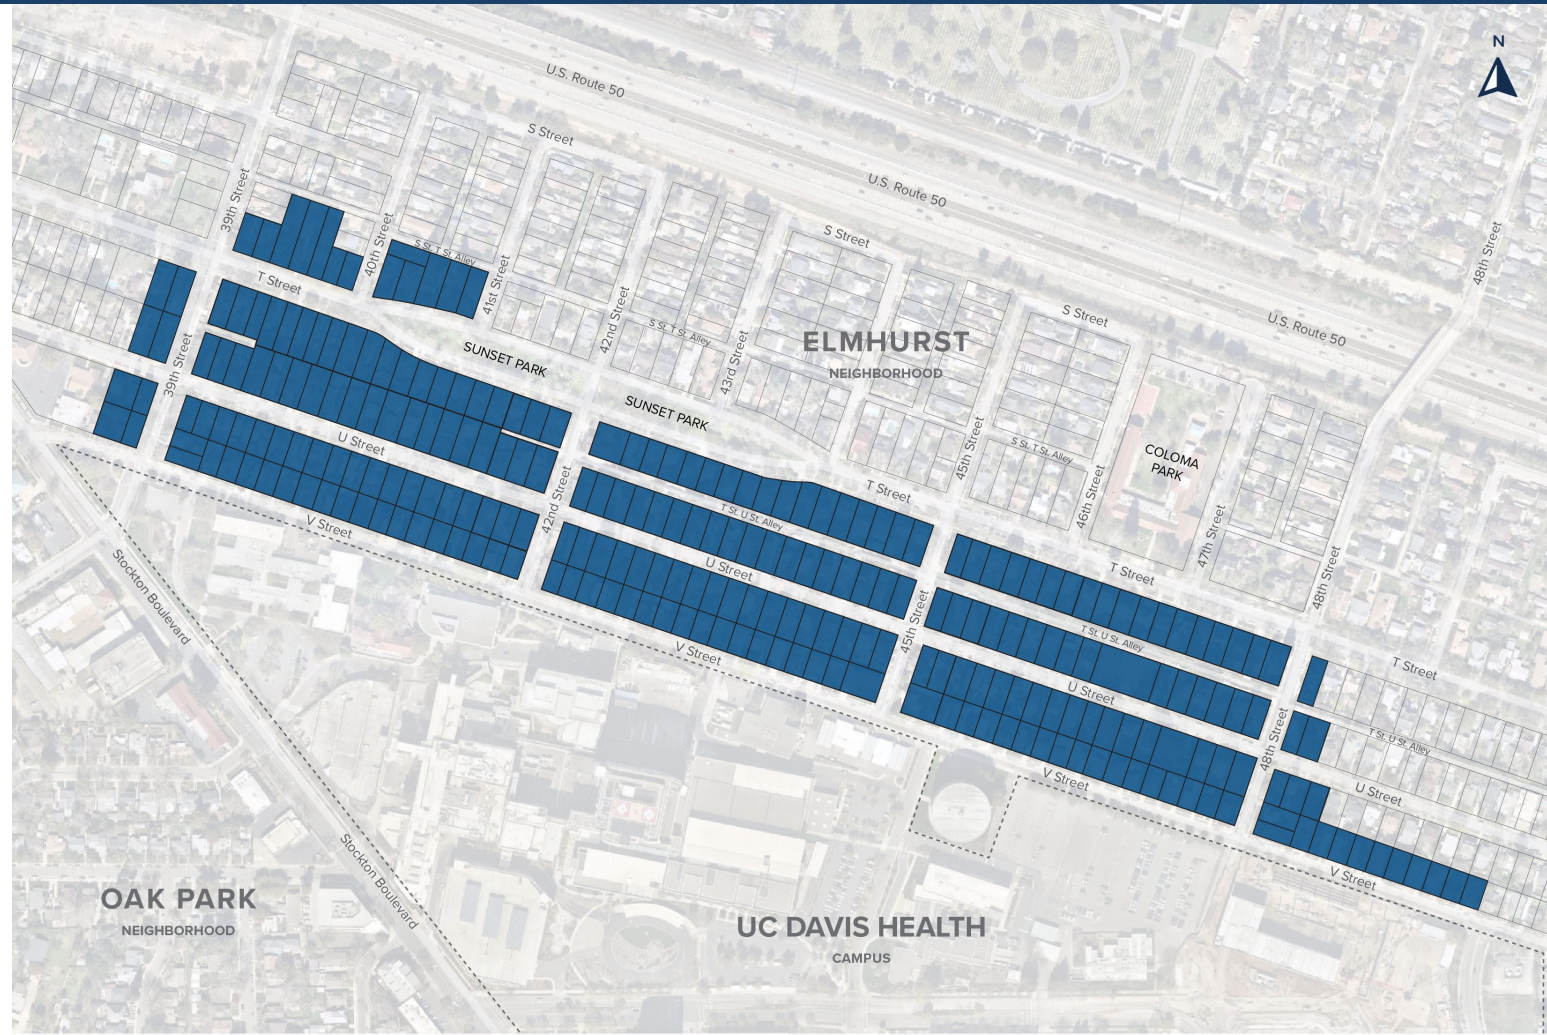 N
U.S. Route 50
S Street
U.S. Route 50
39th Street
40th Street
S St. T St. Alley
S Street
48th Street
41st Street
T Street
42nd Street
S St. T St. Alley
S Street
U.S. Route 50
ELMHURST
NEIGHBORHOOD
43rd Street
SUNSET PARK
39th Street
SUNSET PARK
45th Street
S St. T St. Alley
COLOMA
PARK
U Street
T Street
46th Street
47th Street
42nd Street
T St. U St. Alley
V Street
Stockton Boulevard
U Street
T Street
48th Street
45th Street
T St. U St. Alley
V Street
T Street
U Street
48th Street
T St. U St. Alley
V Street
U Street
Stockton Boulevard
V Street
OAK PARK
NEIGHBORHOOD
UC DAVIS HEALTH
CAMPUS